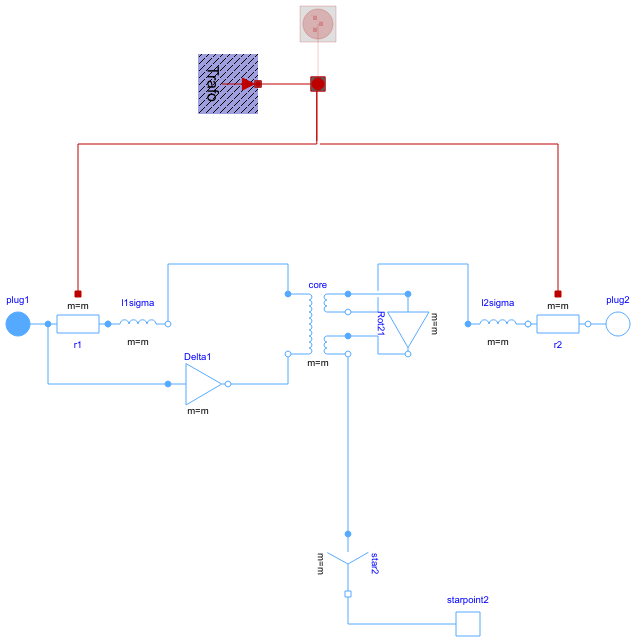 Trafo
core
plug1
m=m
l1sigma
l2sigma
m=m
plug2
Rot21
m=m
r1
m=m
m=m
r2
Delta1
m=m
m=m
m=m
star2
starpoint2